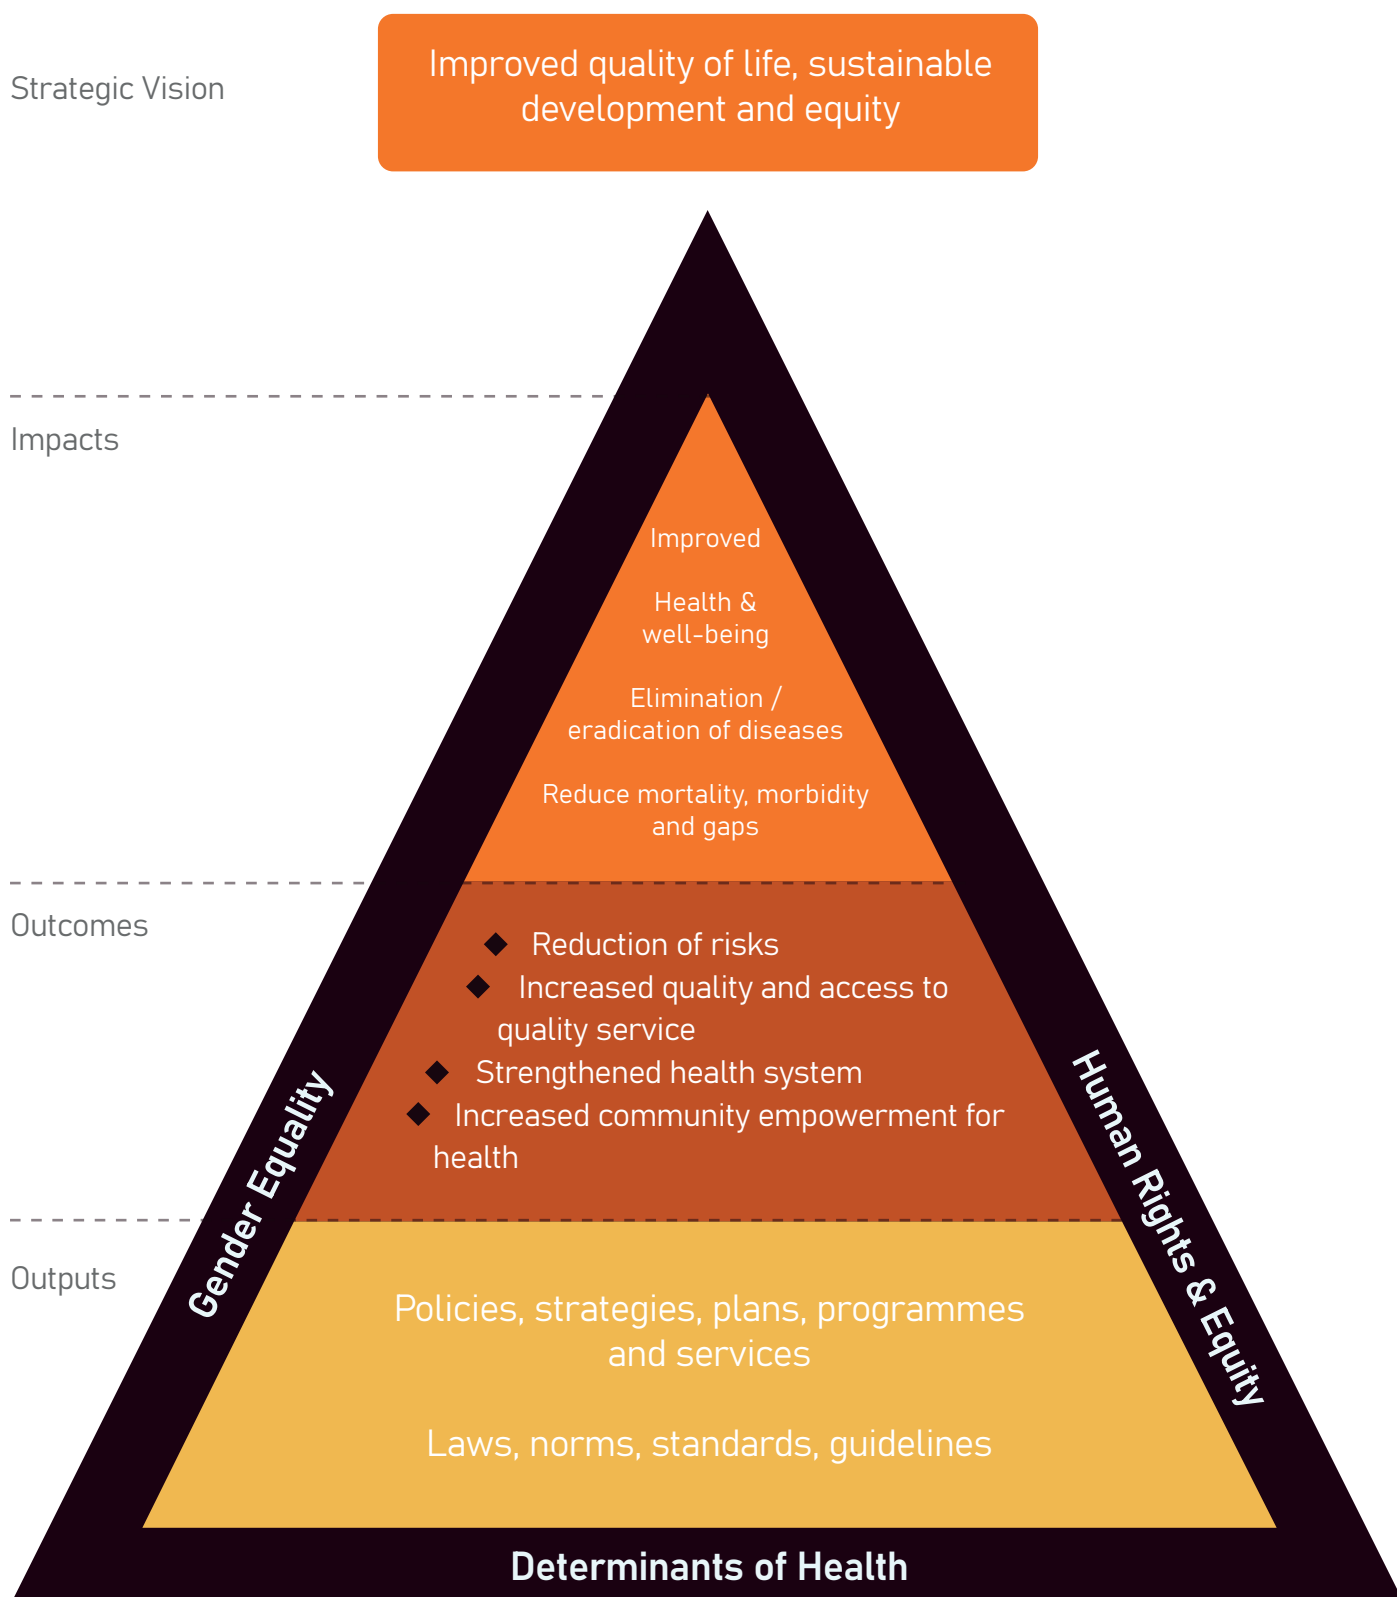 Strategic Vision
Improved quality of life, sustainable
development and equity
Impacts
Improved
Health &
well-being
Elimination /
eradication of diseases
Reduce mortality, morbidity
and gaps
Outcomes
Reduction of risks
Increased quality and access to
quality service
Strengthened health system
Increased community empowerment for
health
Gender Equality
Human Rights & Equity
Outputs
Policies, strategies, plans, programmes
and services
Laws, norms, standards, guidelines
Determinants of Health